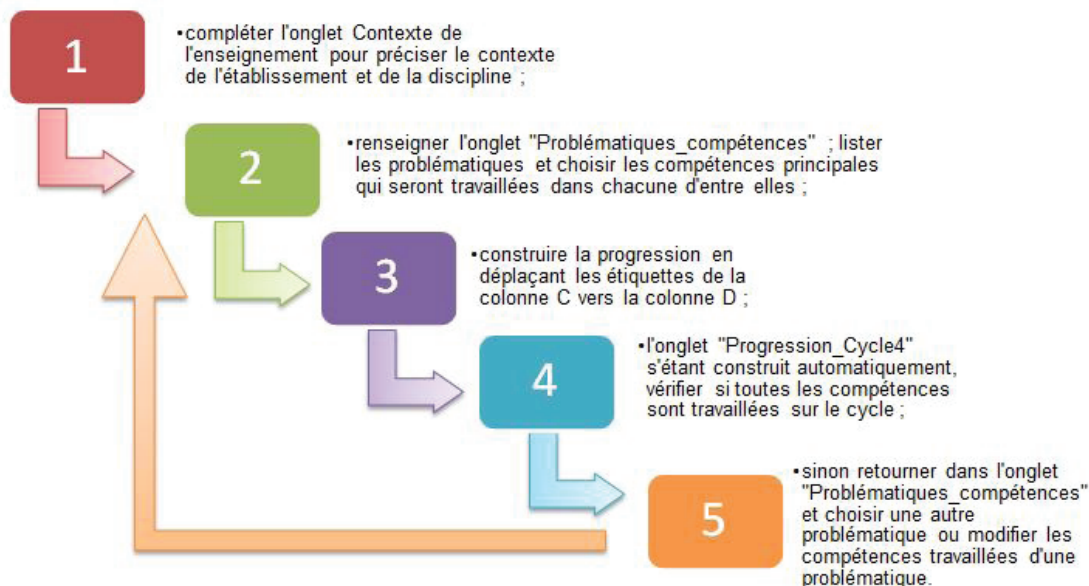 1
•compléter l'onglet Contexte de
l'enseignement pour préciser le contexte
de l'établissement et de la discipline ;
2
•renseigner l'onglet "Problématiques_compétences" ; lister
les problématiques et choisir les compétences principales
qui seront travaillées dans chacune d'entre elles ;
3
•construire la progression en
déplaçant les étiquettes de la
colonne C vers la colonne D ;
4
•l'onglet "Progression_Cycle4"
s'étant construit automatiquement,
vérifier si toutes les compétences
sont travaillées sur le cycle ;
5
•sinon retourner dans l'onglet
"Problématiques_compétences"
et choisir une autre
problématique ou modifier les
compétences travaillées d'une
problématique.